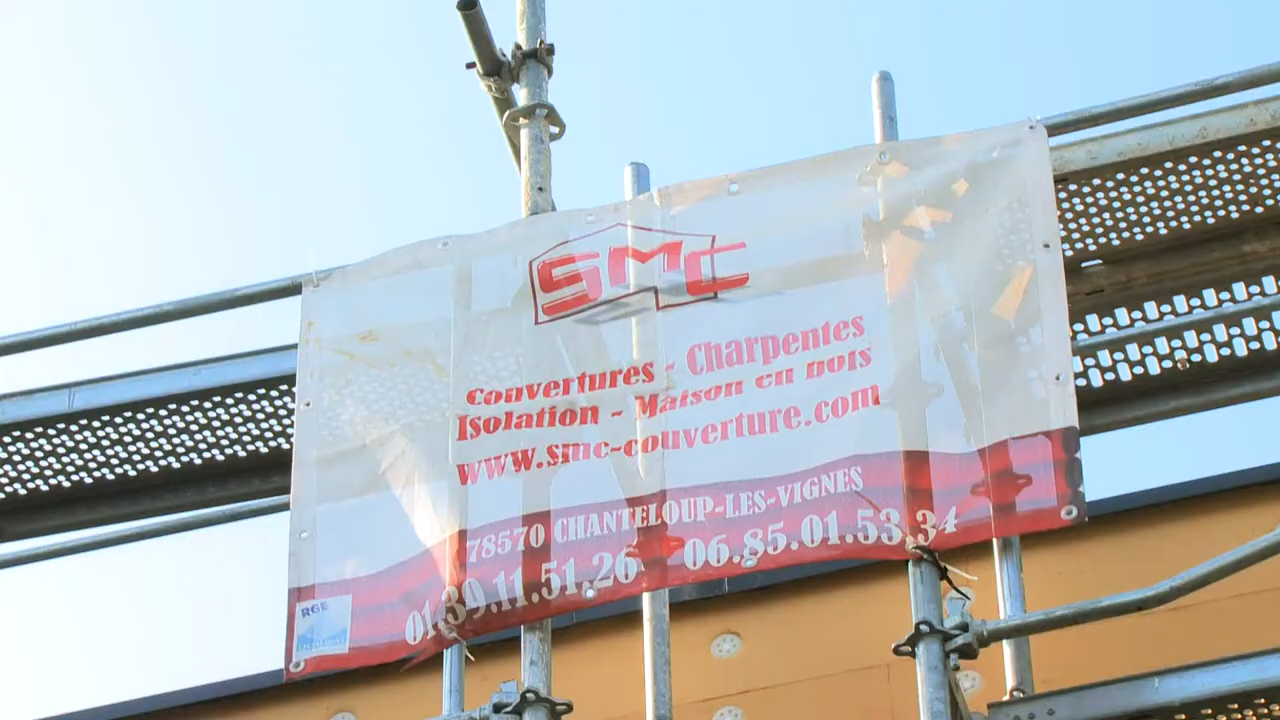 SMC
Couvertures - Charpentes
Isolation - Maison en bois
www.smc-couverture.com
78570 CHANTELOUP-LES-VIGNES
01.39.11.51.26 06.85.01.53.34
RGE